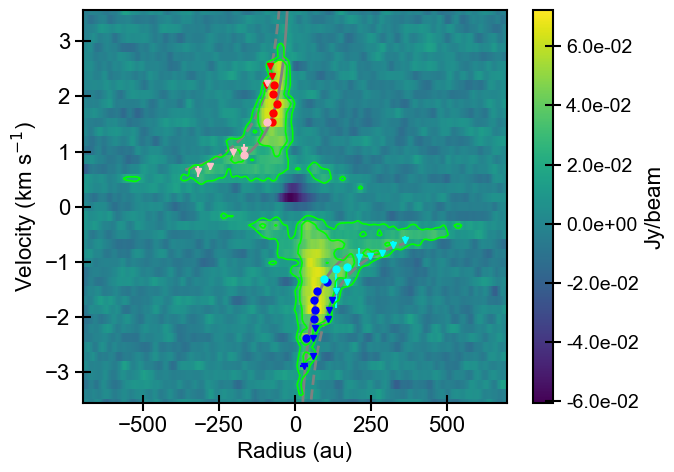 3
2
1
0
−1
−2
−3
Velocity (km s⁻¹)
−500
−250
0
250
500
Radius (au)
6.0e-02
4.0e-02
2.0e-02
0.0e+00
-2.0e-02
-4.0e-02
-6.0e-02
Jy/beam